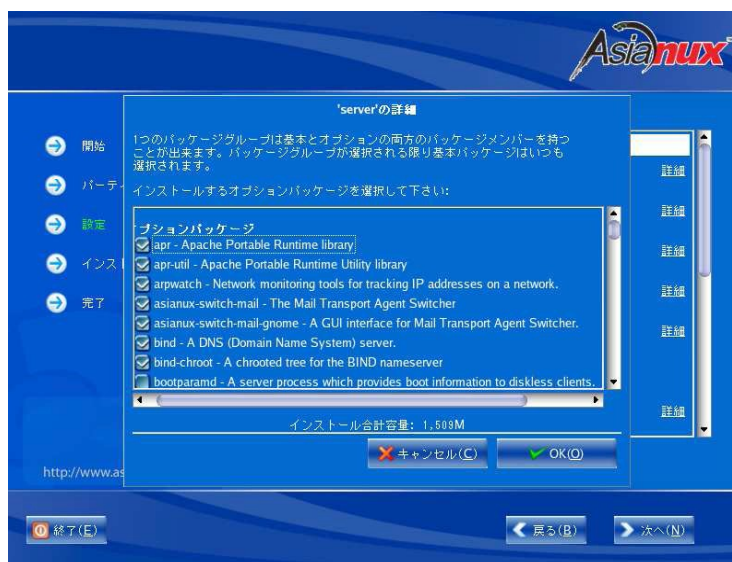 Asianux
'server'の詳細
1つのパッケージグループは基本とオプションの両方のパッケージメンバーを持つ
ことが出来ます。パッケージグループが選択される限り基本パッケージはいつも
選択されます。
インストールするオプションパッケージを選択して下さい:
プションパッケージ
apr - Apache Portable Runtime library
apr-util - Apache Portable Runtime Utility library
arpwatch - Network monitoring tools for tracking IP addresses on a network.
asianux-switch-mail - The Mail Transport Agent Switcher
asianux-switch-mail-gnome - A GUI interface for Mail Transport Agent Switcher.
bind - A DNS (Domain Name System) server.
bind-chroot - A chrooted tree for the BIND nameserver
bootparamd - A server process which provides boot information to diskless clients.
インストール合計容量: 1,509M
キャンセル(C)
OK(O)
開始
パーティ
設定
インスト
完了
詳細
詳細
詳細
詳細
詳細
詳細
http://www.as
終了(E)
戻る(B)
次へ(N)